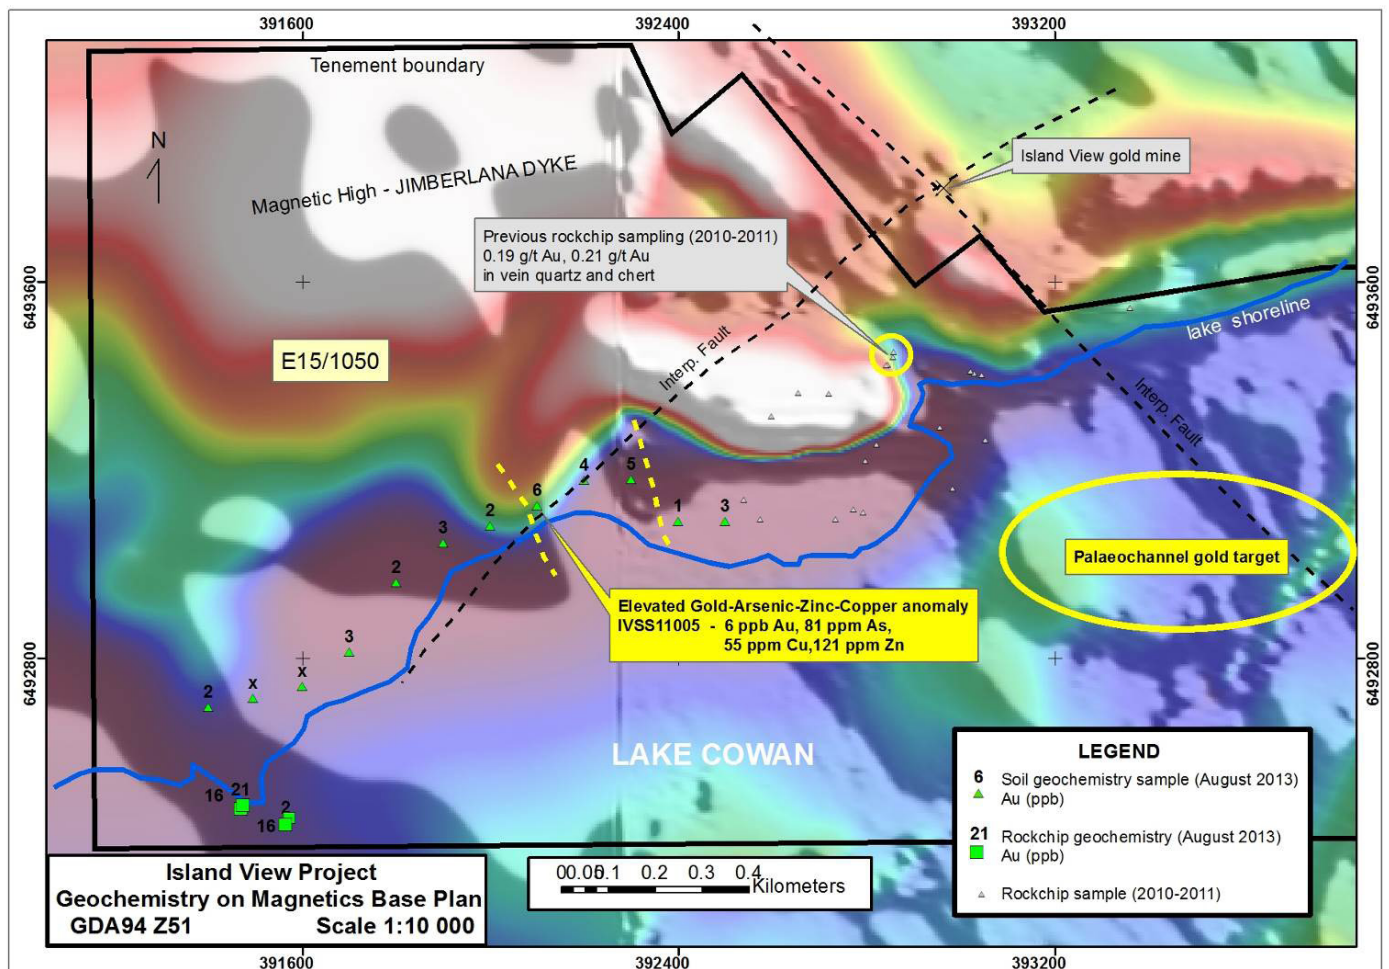 391600
392400
393200
Tenement boundary
N
Island View gold mine
Magnetic High - JIMBERLANA DYKE
Previous rockchip sampling (2010-2011)
0.19 g/t Au, 0.21 g/t Au
in vein quartz and chert
6493600
6493600
lake shoreline
E15/1050
Interp. Fault
Interp. Fault
4
5
6
2
1
3
3
2
Palaeochannel gold target
Elevated Gold-Arsenic-Zinc-Copper anomaly
IVSS11005 - 6 ppb Au, 81 ppm As,
55 ppm Cu,121 ppm Zn
3
6492800
6492800
x
x
2
LAKE COWAN
16
21
2
16
LEGEND
6 Soil geochemistry sample (August 2013)
Au (ppb)
21 Rockchip geochemistry (August 2013)
Au (ppb)
Rockchip sample (2010-2011)
Island View Project
Geochemistry on Magnetics Base Plan
GDA94 Z51 Scale 1:10 000
0 0.05 0.1 0.2 0.3 0.4 Kilometers
391600
392400
393200